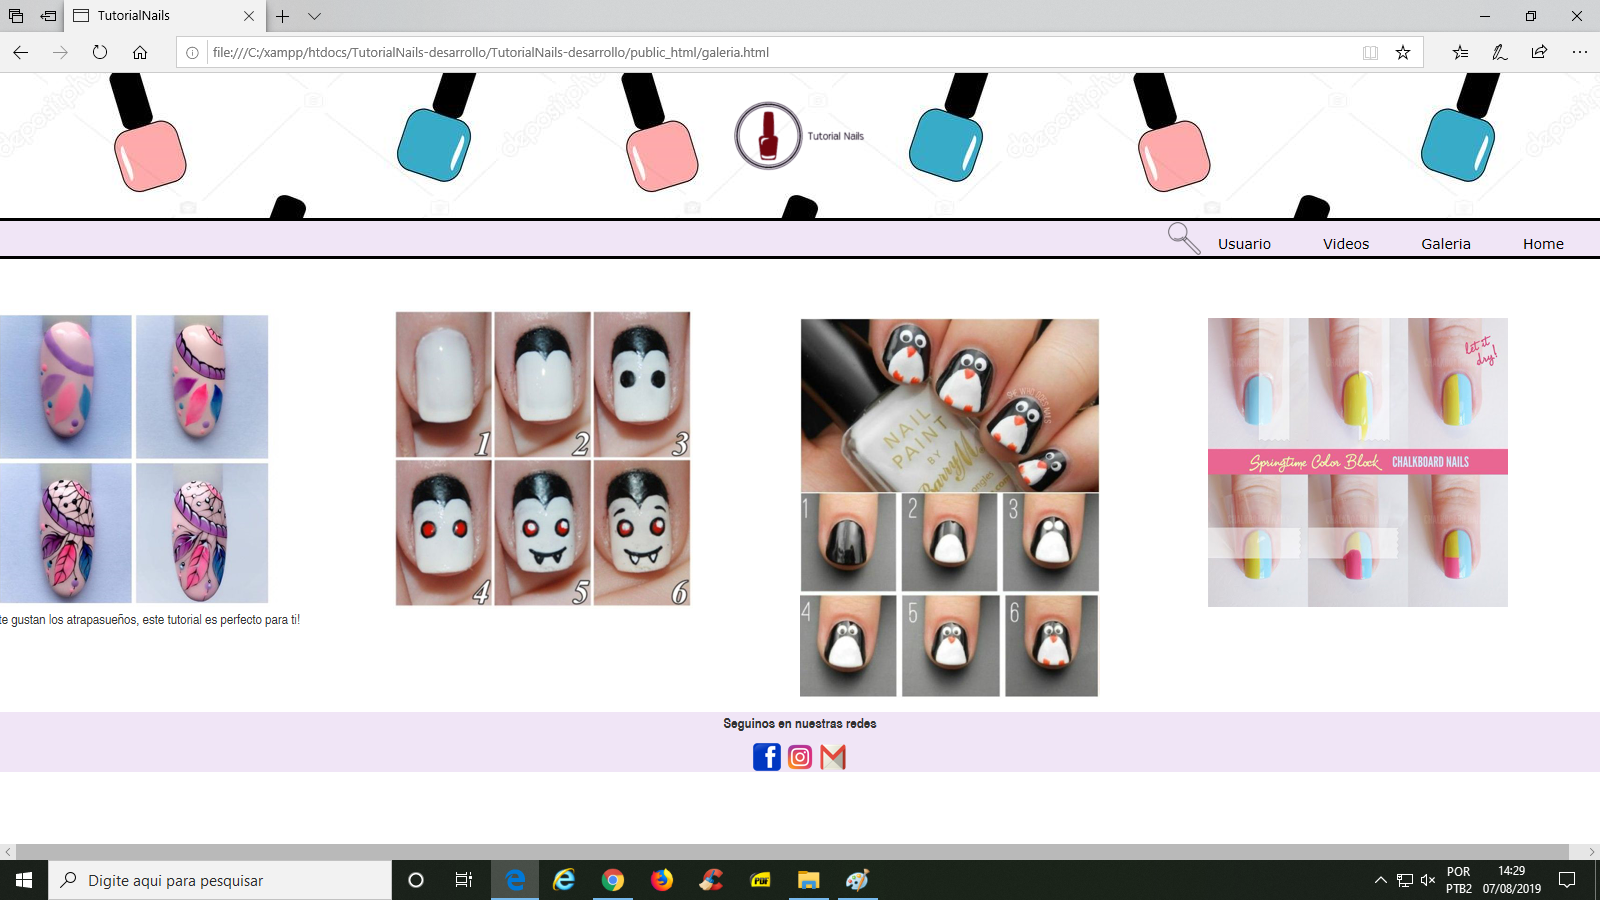 TutorialNails
file:///C:/xampp/htdocs/TutorialNails-desarrollo/TutorialNails-desarrollo/public_html/galeria.html
depositphotos
Tutorial Nails
Usuario Videos Galeria Home
1 2 3
4 5 6
NAIL
PAINT
BY
BarryM
1 2 3
4 5 6
let it
dry!
Springtime Color Block CHALKBOARD NAILS
te gustan los atrapasueños, este tutorial es perfecto para ti!
Seguinos en nuestras redes
Digite aqui para pesquisar
PDF
POR
PTB2
14:29
07/08/2019